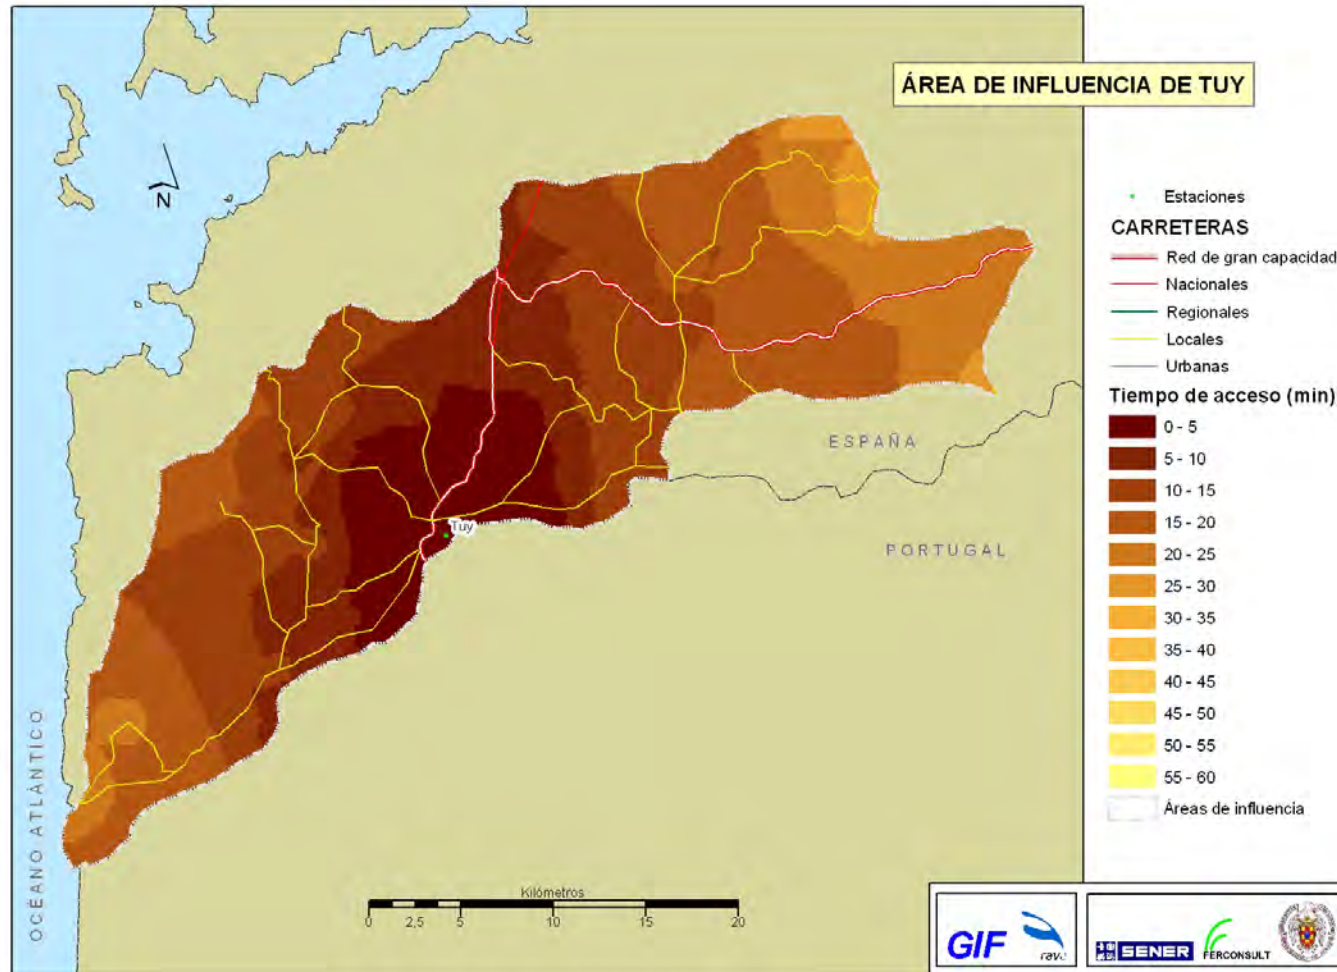 ÁREA DE INFLUENCIA DE TUY
N
Estaciones
CARRETERAS
Red de gran capacidad
Nacionales
Regionales
Locales
Urbanas
Tiempo de acceso (min)
0 - 5
5 - 10
10 - 15
15 - 20
20 - 25
25 - 30
30 - 35
35 - 40
40 - 45
45 - 50
50 - 55
55 - 60
Áreas de influencia
ESPAÑA
Tuy
PORTUGAL
OCÉANO ATLÁNTICO
Kilómetros
0 2,5 5 10 15 20
GIF
rave
SENER
FERCONSULT